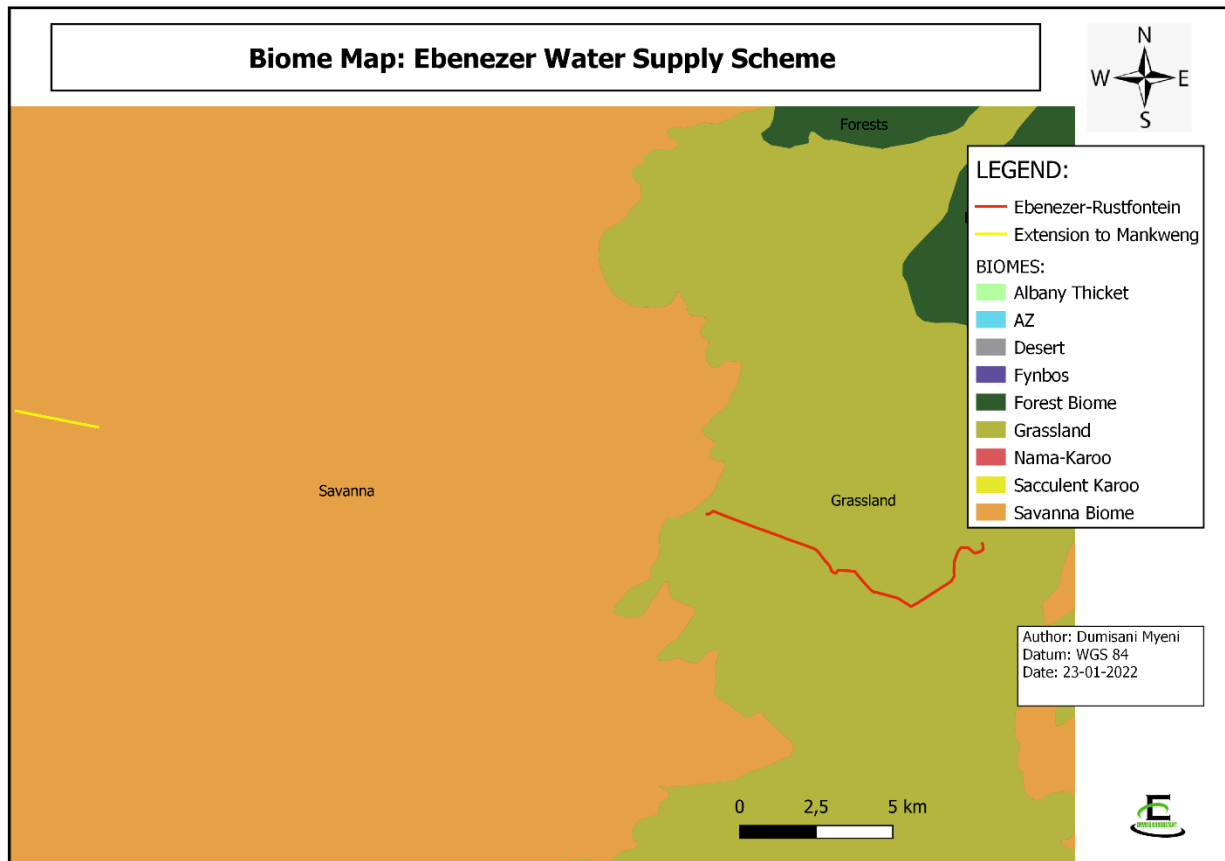 Biome Map: Ebenezer Water Supply Scheme
N
W
E
S
Forests
LEGEND:
Ebenezer-Rustfontein
Extension to Mankweng
BIOMES:
Albany Thicket
AZ
Desert
Fynbos
Forest Biome
Grassland
Nama-Karoo
Sacculent Karoo
Savanna Biome
Savanna
Grassland
Author: Dumisani Myeni
Datum: WGS 84
Date: 23-01-2022
0 2,5 5 km
E